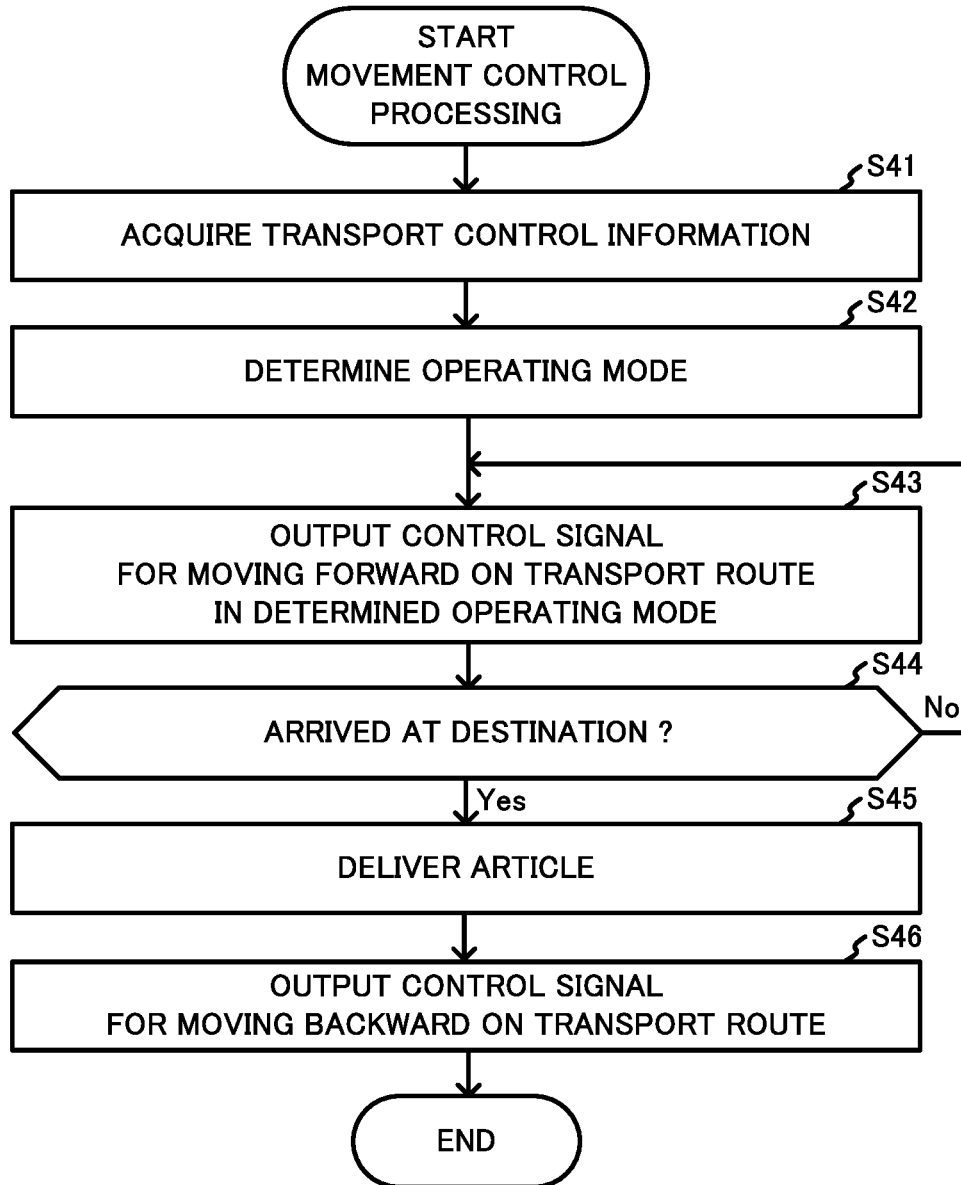 START
MOVEMENT CONTROL
PROCESSING
S41
ACQUIRE TRANSPORT CONTROL INFORMATION
S42
DETERMINE OPERATING MODE
S43
OUTPUT CONTROL SIGNAL
FOR MOVING FORWARD ON TRANSPORT ROUTE
IN DETERMINED OPERATING MODE
S44
ARRIVED AT DESTINATION ?
No
Yes
S45
DELIVER ARTICLE
S46
OUTPUT CONTROL SIGNAL
FOR MOVING BACKWARD ON TRANSPORT ROUTE
END